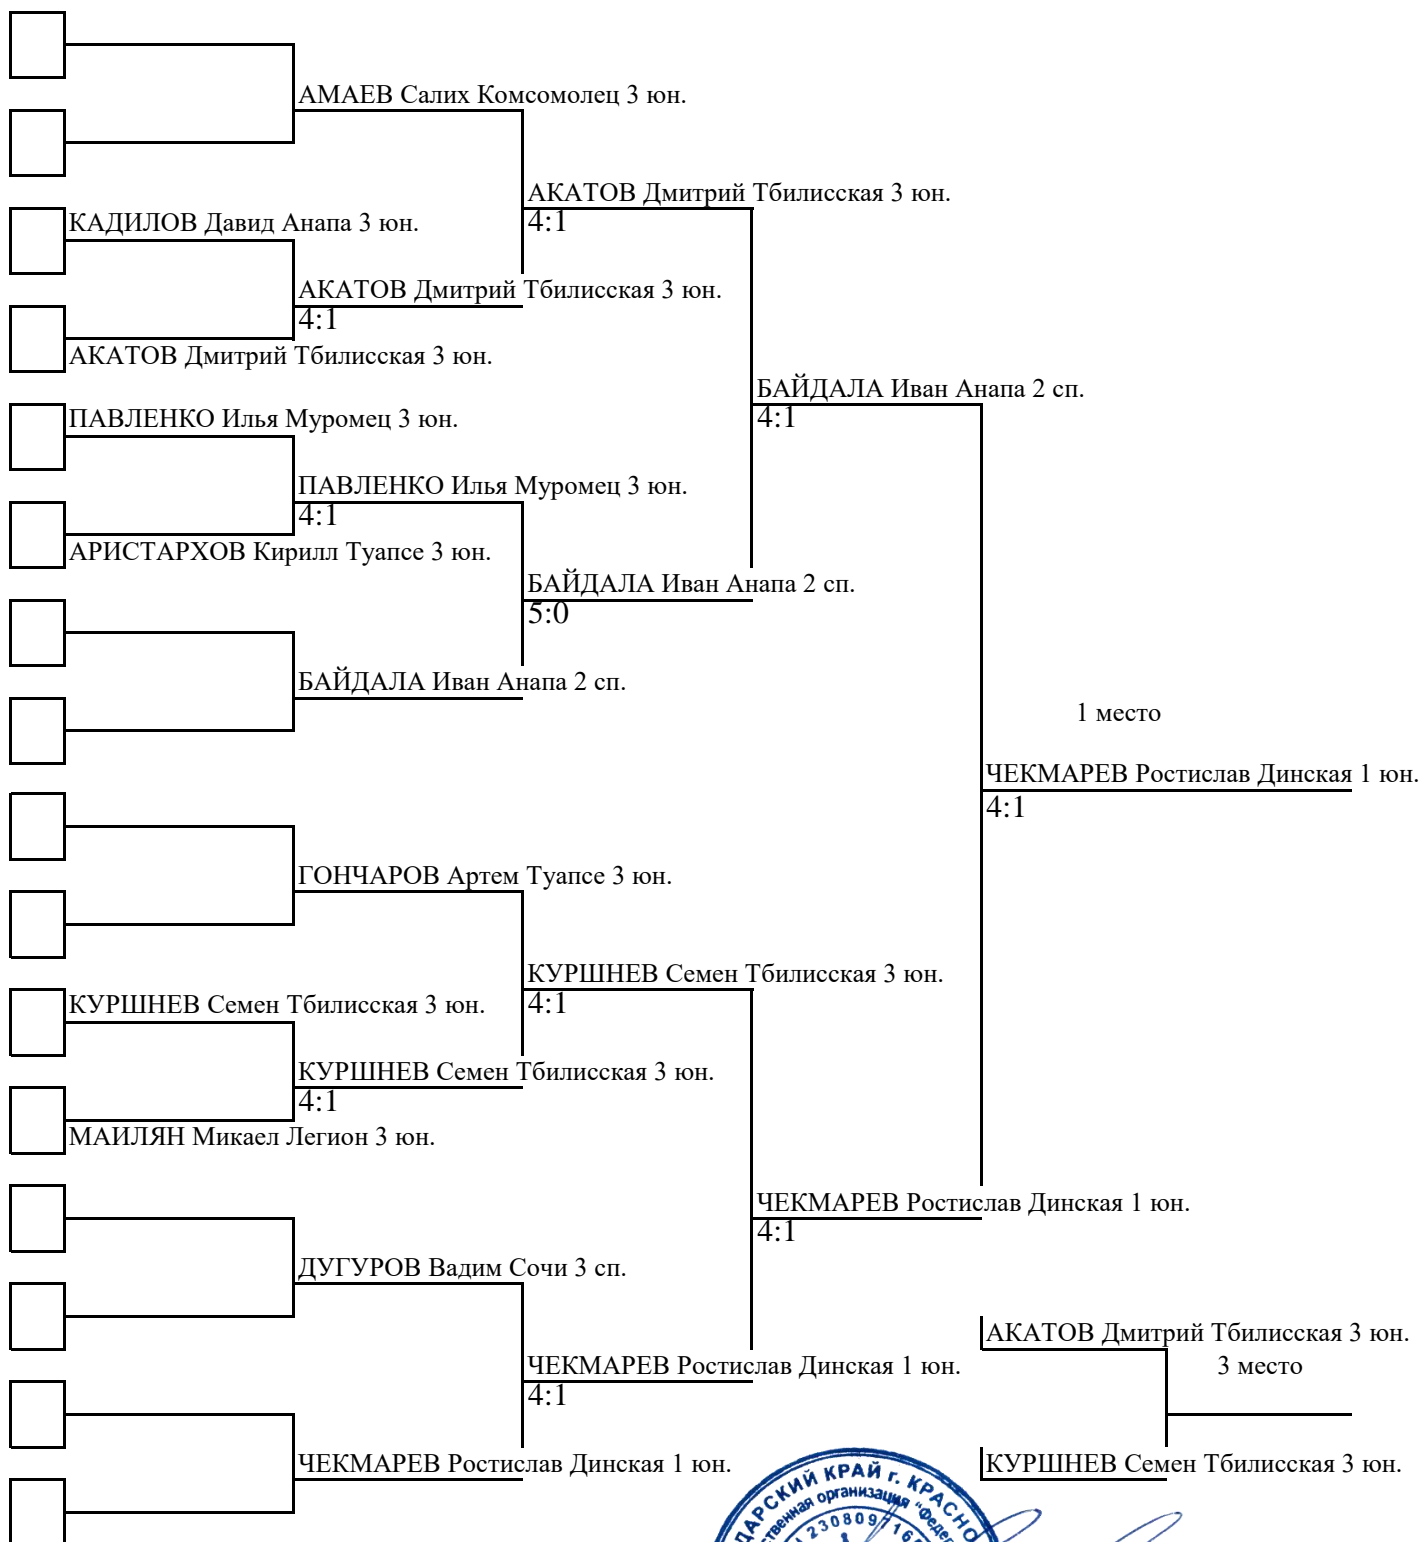 АМАЕВ Салих Комсомолец 3 юн.
АКАТОВ Дмитрий Тбилисская 3 юн.
4:1
КАДИЛОВ Давид Анапа 3 юн.
АКАТОВ Дмитрий Тбилисская 3 юн.
4:1
АКАТОВ Дмитрий Тбилисская 3 юн.
БАЙДАЛА Иван Анапа 2 сп.
4:1
ПАВЛЕНКО Илья Муромец 3 юн.
ПАВЛЕНКО Илья Муромец 3 юн.
4:1
АРИСТАРХОВ Кирилл Туапсе 3 юн.
БАЙДАЛА Иван Анапа 2 сп.
5:0
БАЙДАЛА Иван Анапа 2 сп.
1 место
ЧЕКМАРЕВ Ростислав Динская 1 юн.
4:1
ГОНЧАРОВ Артем Туапсе 3 юн.
КУРШНЕВ Семен Тбилисская 3 юн.
4:1
КУРШНЕВ Семен Тбилисская 3 юн.
КУРШНЕВ Семен Тбилисская 3 юн.
4:1
МАИЛЯН Микаел Легион 3 юн.
ЧЕКМАРЕВ Ростислав Динская 1 юн.
4:1
ДУГУРОВ Вадим Сочи 3 сп.
АКАТОВ Дмитрий Тбилисская 3 юн.
3 место
ЧЕКМАРЕВ Ростислав Динская 1 юн.
4:1
ЧЕКМАРЕВ Ростислав Динская 1 юн.
КУРШНЕВ Семен Тбилисская 3 юн.
КРАЙ г.
организация